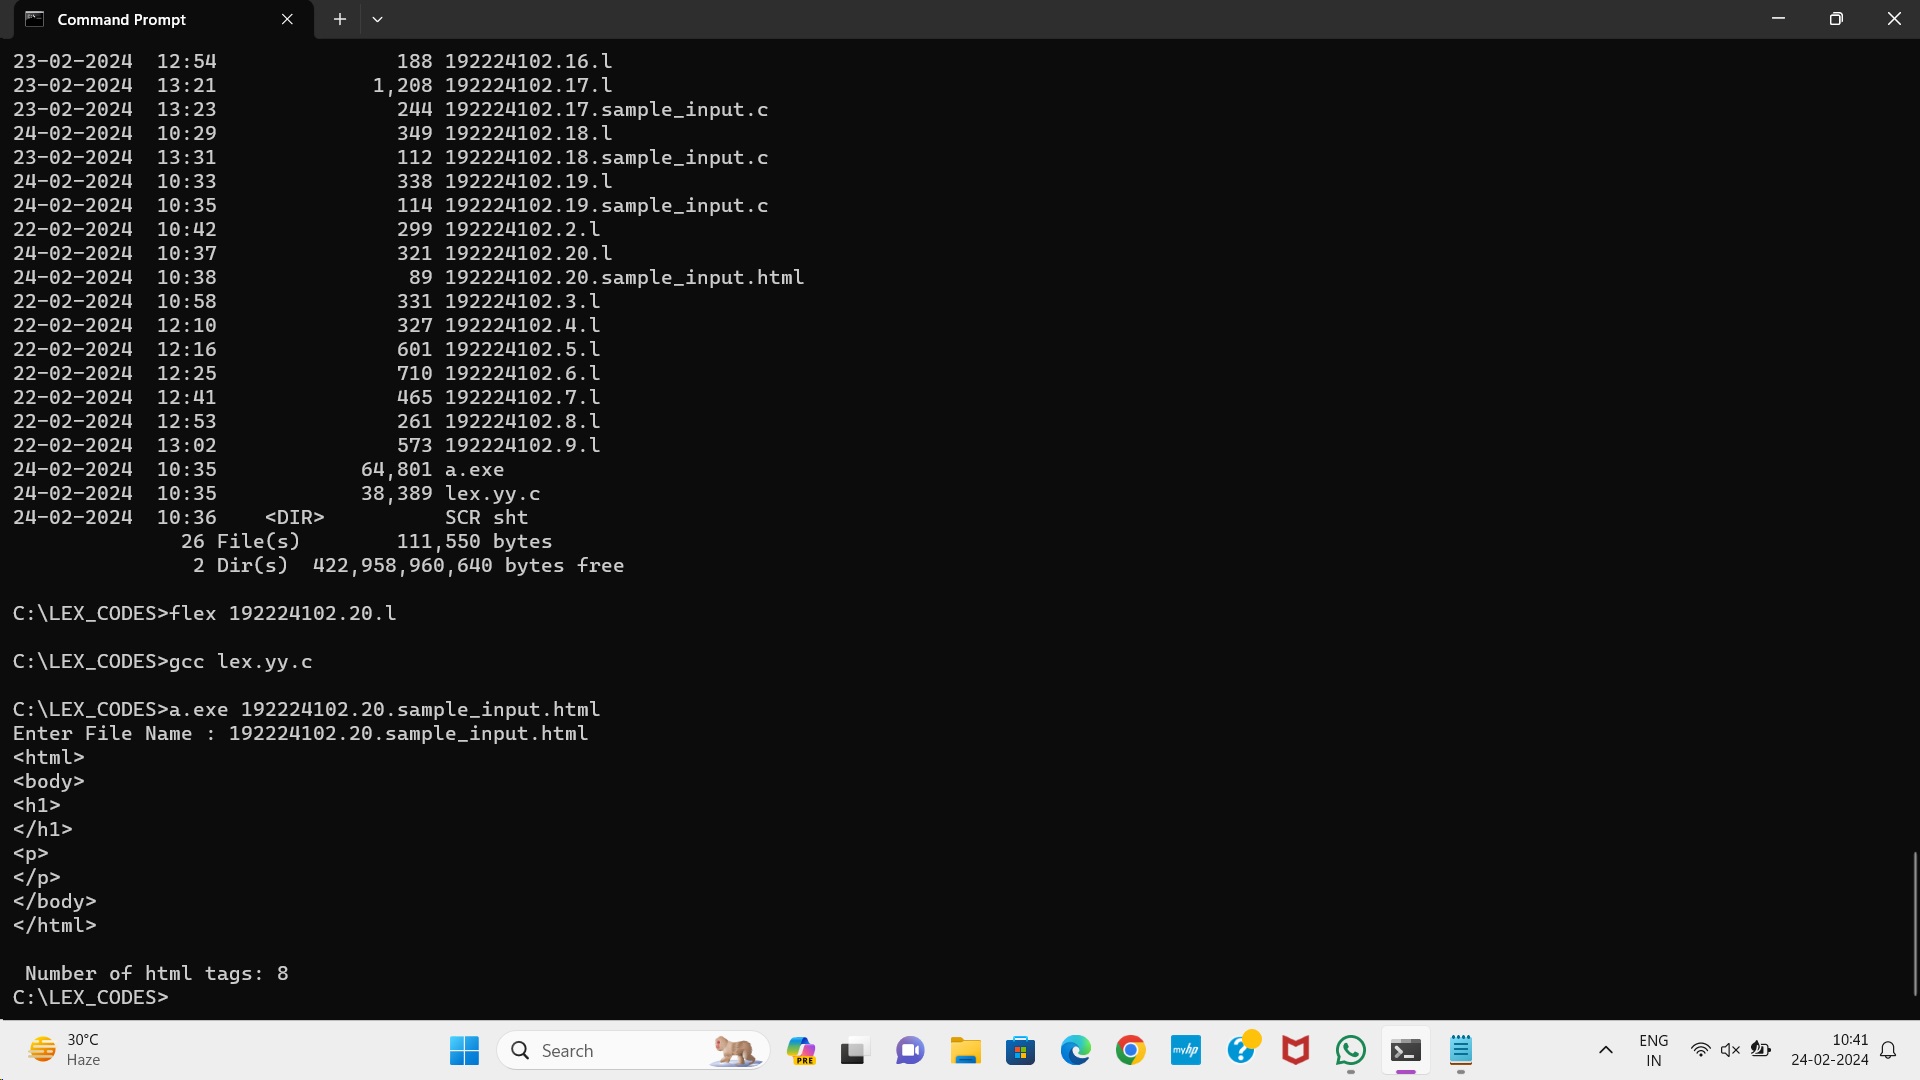 Command Prompt
23-02-2024  12:54               188 192224102.16.l
23-02-2024  13:21             1,208 192224102.17.l
23-02-2024  13:23               244 192224102.17.sample_input.c
24-02-2024  10:29               349 192224102.18.l
23-02-2024  13:31               112 192224102.18.sample_input.c
24-02-2024  10:33               338 192224102.19.l
24-02-2024  10:35               114 192224102.19.sample_input.c
22-02-2024  10:42               299 192224102.2.l
24-02-2024  10:37               321 192224102.20.l
24-02-2024  10:38                89 192224102.20.sample_input.html
22-02-2024  10:58               331 192224102.3.l
22-02-2024  12:10               327 192224102.4.l
22-02-2024  12:16               601 192224102.5.l
22-02-2024  12:25               710 192224102.6.l
22-02-2024  12:41               465 192224102.7.l
22-02-2024  12:53               261 192224102.8.l
22-02-2024  13:02               573 192224102.9.l
24-02-2024  10:35            64,801 a.exe
24-02-2024  10:35            38,389 lex.yy.c
24-02-2024  10:36    <DIR>          SCR sht
26 File(s)        111,550 bytes
2 Dir(s)  422,958,960,640 bytes free
C:\LEX_CODES>flex 192224102.20.l
C:\LEX_CODES>gcc lex.yy.c
C:\LEX_CODES>a.exe 192224102.20.sample_input.html
Enter File Name : 192224102.20.sample_input.html
<html>
<body>
<h1>
</h1>
<p>
</p>
</body>
</html>
Number of html tags: 8
C:\LEX_CODES>
30°C
Haze
Search
PRE
myhp
ENG
IN
10:41
24-02-2024